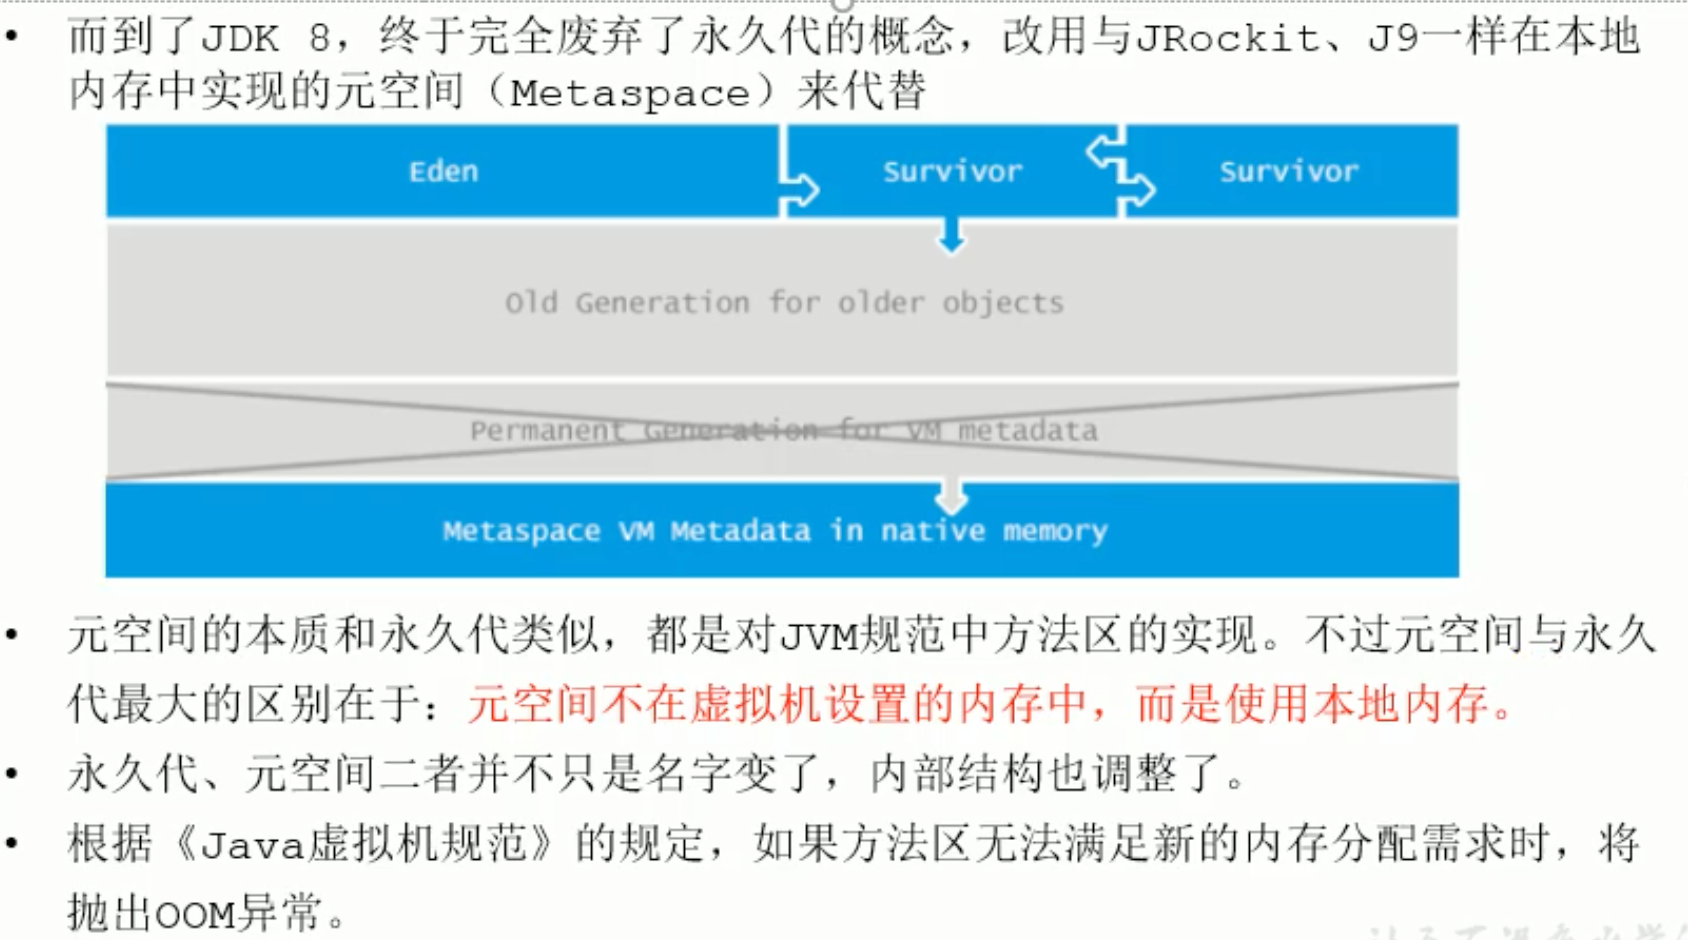 • 而到了JDK 8，终于完全废弃了永久代的概念，改用与JRockit、J9一样在本地
内存中实现的元空间（Metaspace）来代替
Eden
Survivor
Survivor
Old Generation for older objects
Permanent Generation for VM metadata
Metaspace VM Metadata in native memory
• 元空间的本质和永久代类似，都是对JVM规范中方法区的实现。不过元空间与永久
代最大的区别在于：元空间不在虚拟机设置的内存中，而是使用本地内存。
• 永久代、元空间二者并不只是名字变了，内部结构也调整了。
• 根据《Java虚拟机规范》的规定，如果方法区无法满足新的内存分配需求时，将
抛出OOM异常。